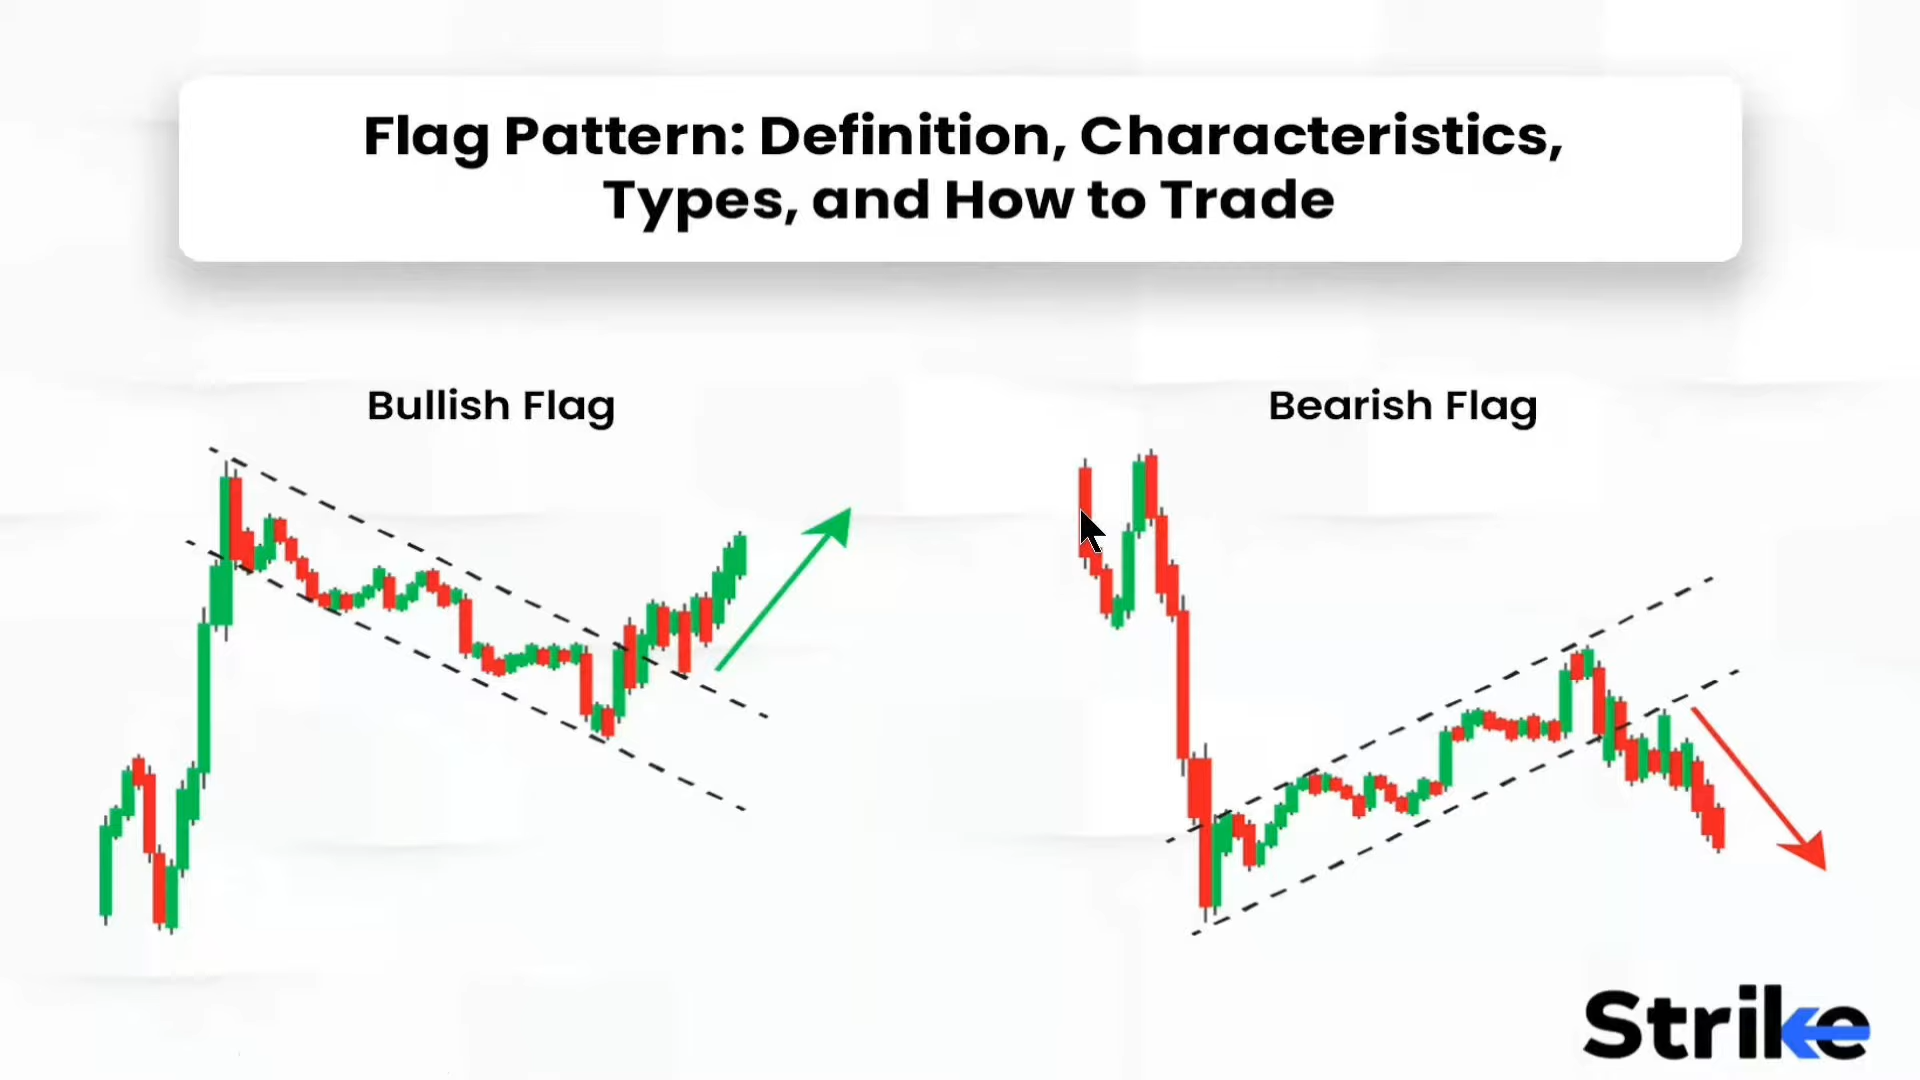 Flag Pattern: Definition, Characteristics,
Types, and How to Trade
Bullish Flag
Bearish Flag
Strike